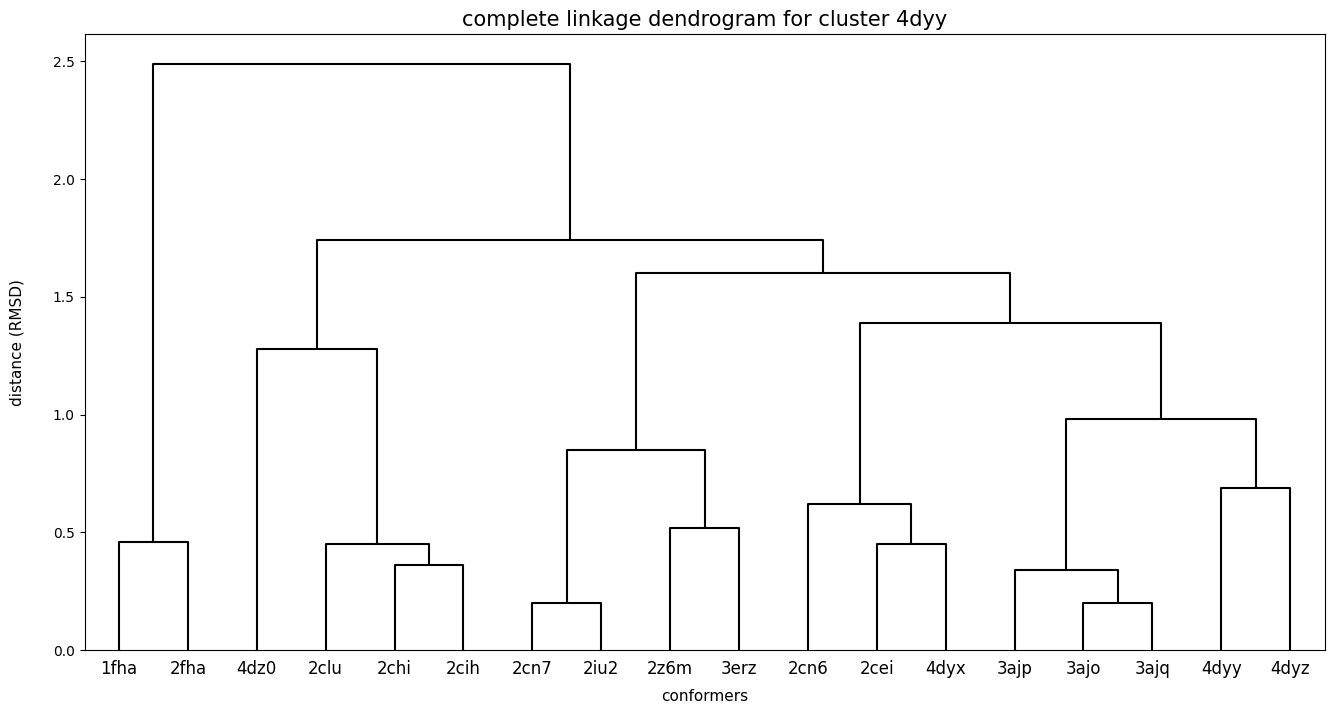 complete linkage dendrogram for cluster 4dyy
2.5
2.0
1.5
1.0
0.5
0.0
distance (RMSD)
1fha 2fha 4dz0 2clu 2chi 2cih 2cn7 2iu2 2z6m 3erz 2cn6 2cei 4dyx 3ajp 3ajo 3ajq 4dyy 4dyz
conformers